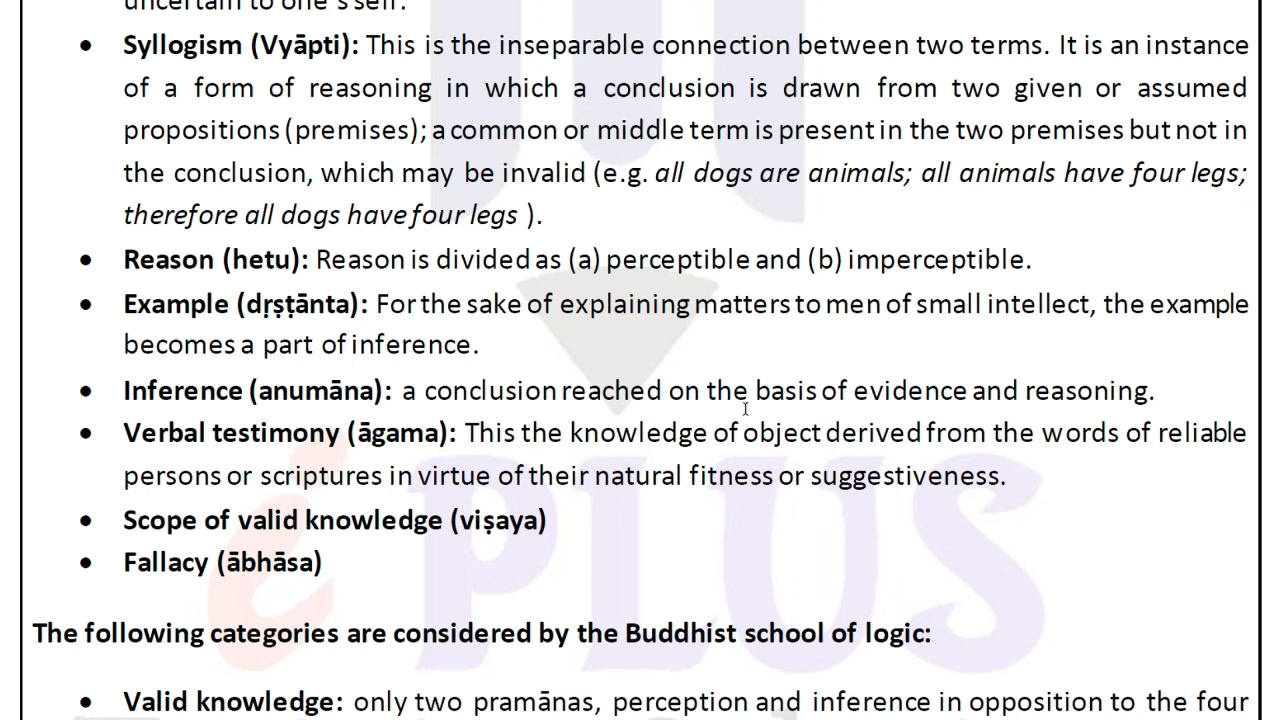 uncertain to one's self.
• Syllogism (Vyāpti): This is the inseparable connection between two terms. It is an instance
of a form of reasoning in which a conclusion is drawn from two given or assumed
propositions (premises); a common or middle term is present in the two premises but not in
the conclusion, which may be invalid (e.g. all dogs are animals; all animals have four legs;
therefore all dogs have four legs ).
• Reason (hetu): Reason is divided as (a) perceptible and (b) imperceptible.
• Example (dṛṣṭānta): For the sake of explaining matters to men of small intellect, the example
becomes a part of inference.
• Inference (anumāna): a conclusion reached on the basis of evidence and reasoning.
• Verbal testimony (āgama): This the knowledge of object derived from the words of reliable
persons or scriptures in virtue of their natural fitness or suggestiveness.
• Scope of valid knowledge (viṣaya)
• Fallacy (ābhāsa)
The following categories are considered by the Buddhist school of logic:
• Valid knowledge: only two pramānas, perception and inference in opposition to the four
i PLUS